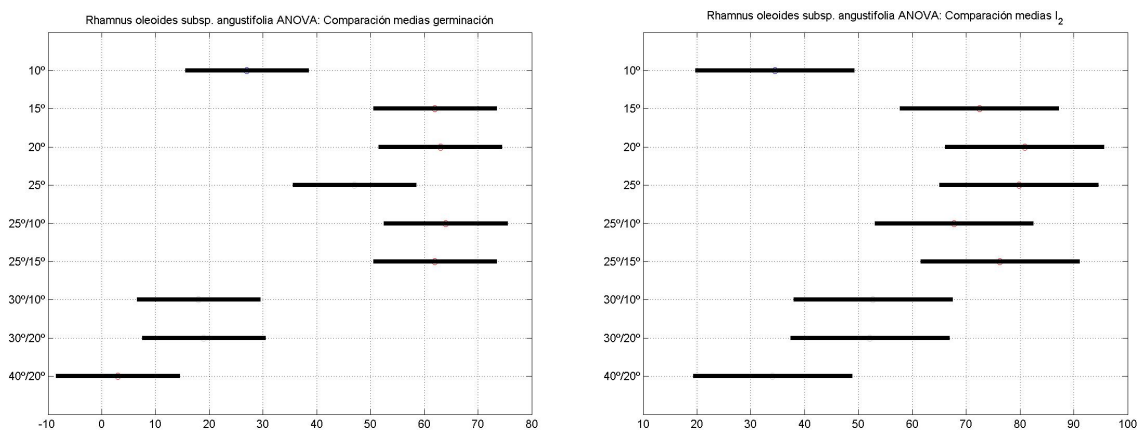 Rhamnus oleoides subsp. angustifolia ANOVA: Comparación medias germinación
10º
15º
20º
25º
25º/10º
25º/15º
30º/10º
30º/20º
40º/20º
-10 0 10 20 30 40 50 60 70 80
Rhamnus oleoides subsp. angustifolia ANOVA: Comparación medias I2
10º
15º
20º
25º
25º/10º
25º/15º
30º/10º
30º/20º
40º/20º
10 20 30 40 50 60 70 80 90 100